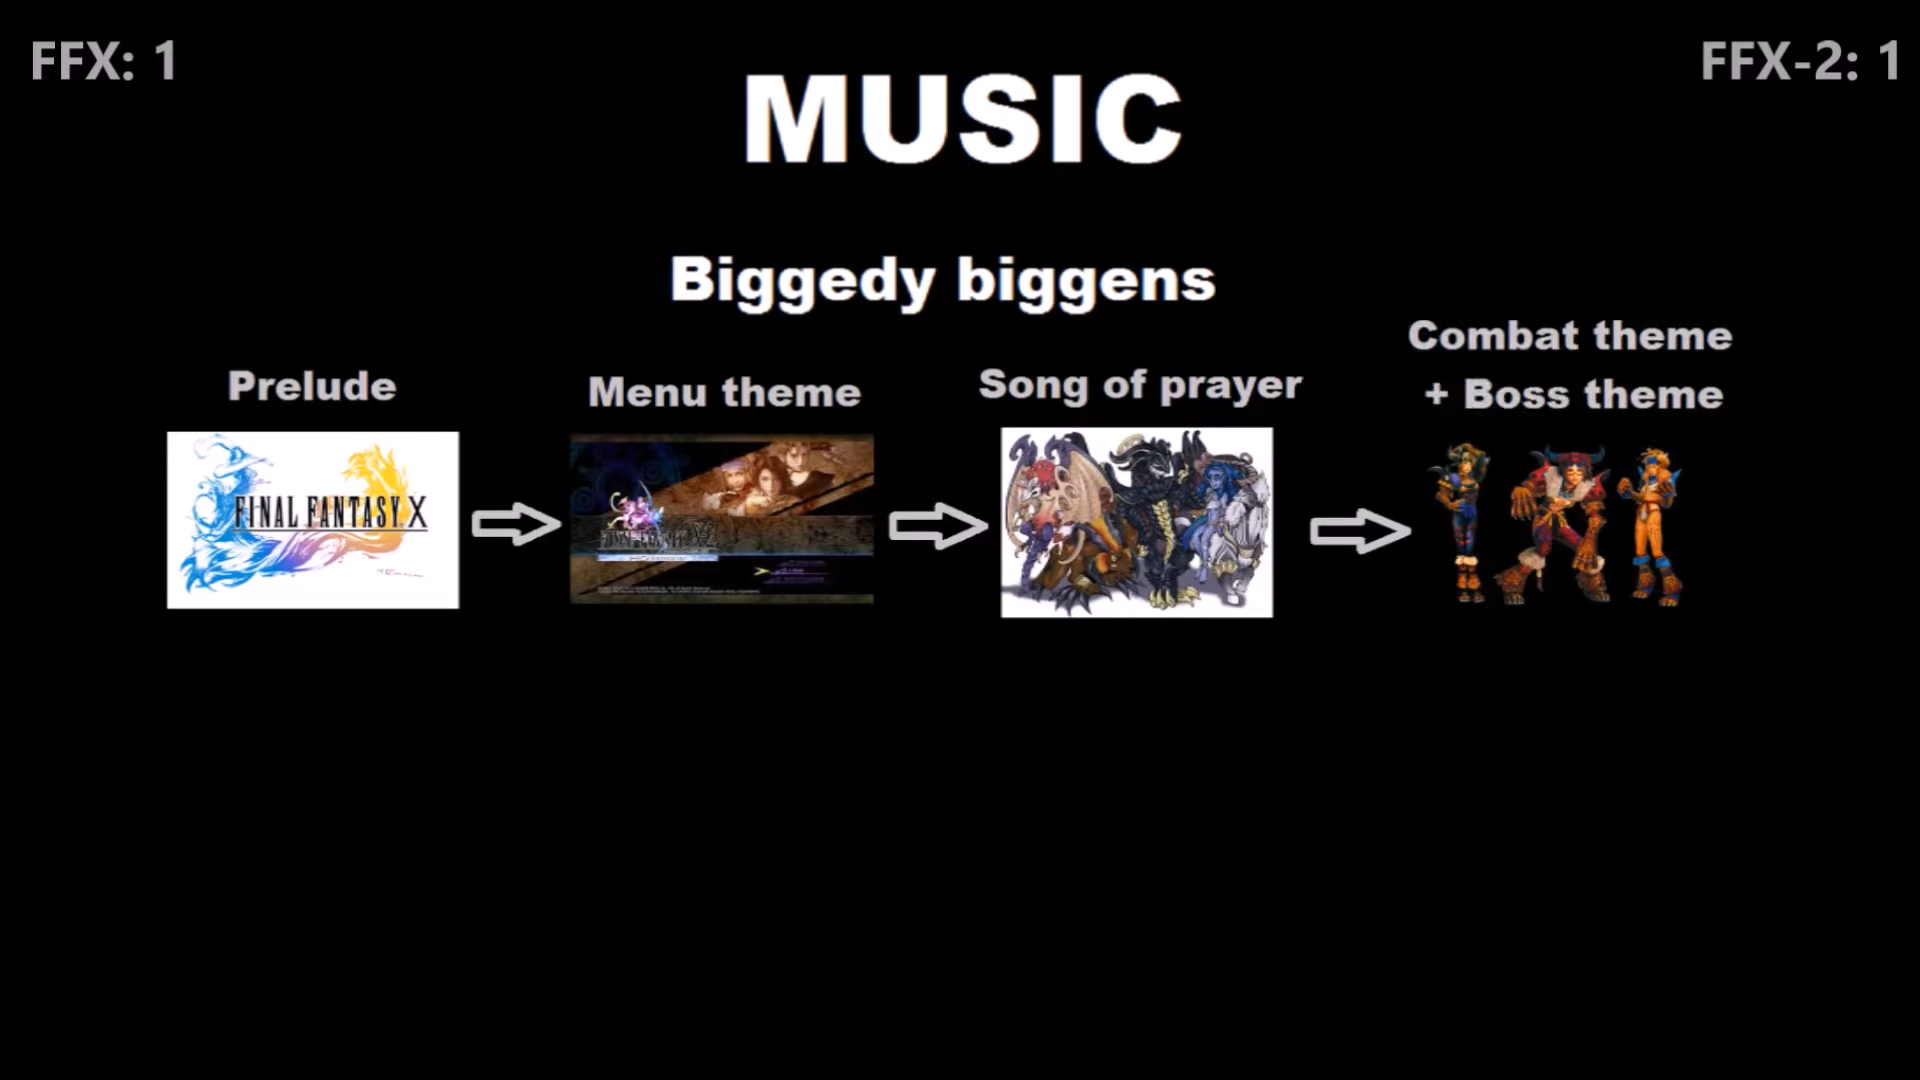 FFX: 1
FFX-2: 1
MUSIC
Biggedy biggens
Prelude
Menu theme
Song of prayer
Combat theme
+ Boss theme
FINAL FANTASY X